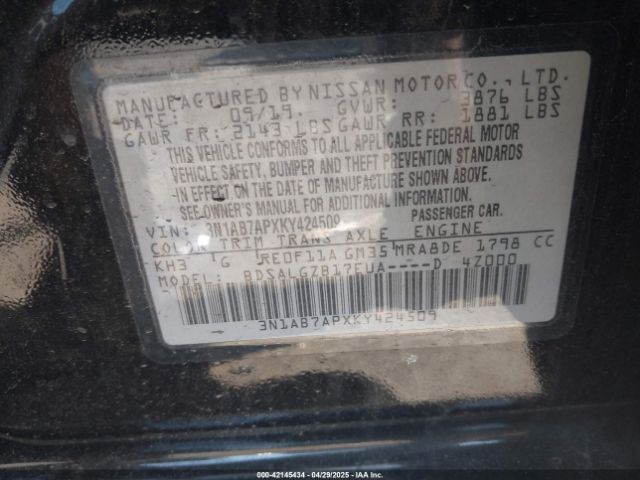 MANUFACTURED BY NISSAN MOTOR CO., LTD.
DATE: 09/19. GVWR: 3876 LBS
GAWR FR: 2143 LBS GAWR RR: 1881 LBS
THIS VEHICLE CONFORMS TO ALL APPLICABLE FEDERAL MOTOR
VEHICLE SAFETY, BUMPER AND THEFT PREVENTION STANDARDS
IN EFFECT ON THE DATE OF MANUFACTURE SHOWN ABOVE.
SEE OWNER'S MANUAL FOR ADDITIONAL INFORMATION.
VIN: 3N1AB7APXKY424509 PASSENGER CAR.
COLOR TRIM TRANS AXLE ENGINE
KH3 G RE0F11A GM35 MRA8DE 1798 CC
MODEL: BDSALGZB17EUA----D 4Z000
3N1AB7APXKY424509
000-42145434 - 04/29/2025 - IAA Inc.